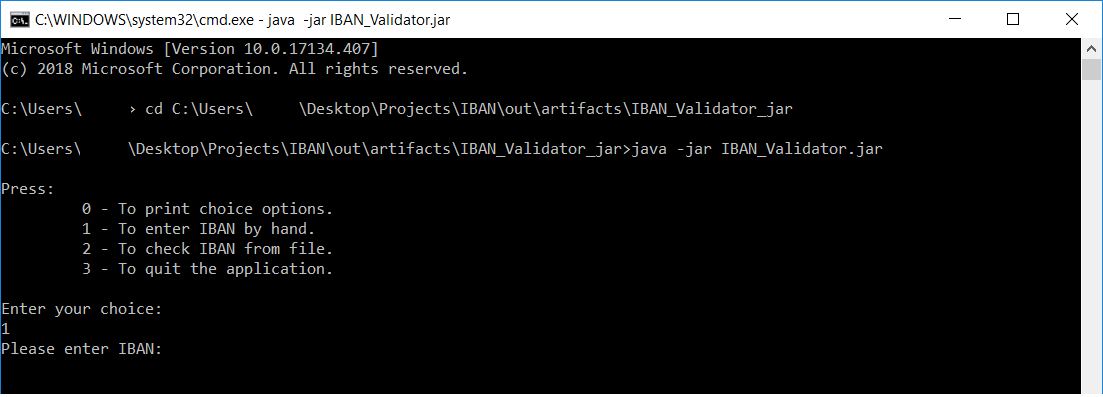 C:\WINDOWS\system32\cmd.exe - java  -jar IBAN_Validator.jar
Microsoft Windows [Version 10.0.17134.407]
(c) 2018 Microsoft Corporation. All rights reserved.
C:\Users\      › cd C:\Users\      \Desktop\Projects\IBAN\out\artifacts\IBAN_Validator_jar
C:\Users\      \Desktop\Projects\IBAN\out\artifacts\IBAN_Validator_jar>java -jar IBAN_Validator.jar
Press:
0 - To print choice options.
1 - To enter IBAN by hand.
2 - To check IBAN from file.
3 - To quit the application.
Enter your choice:
1
Please enter IBAN: